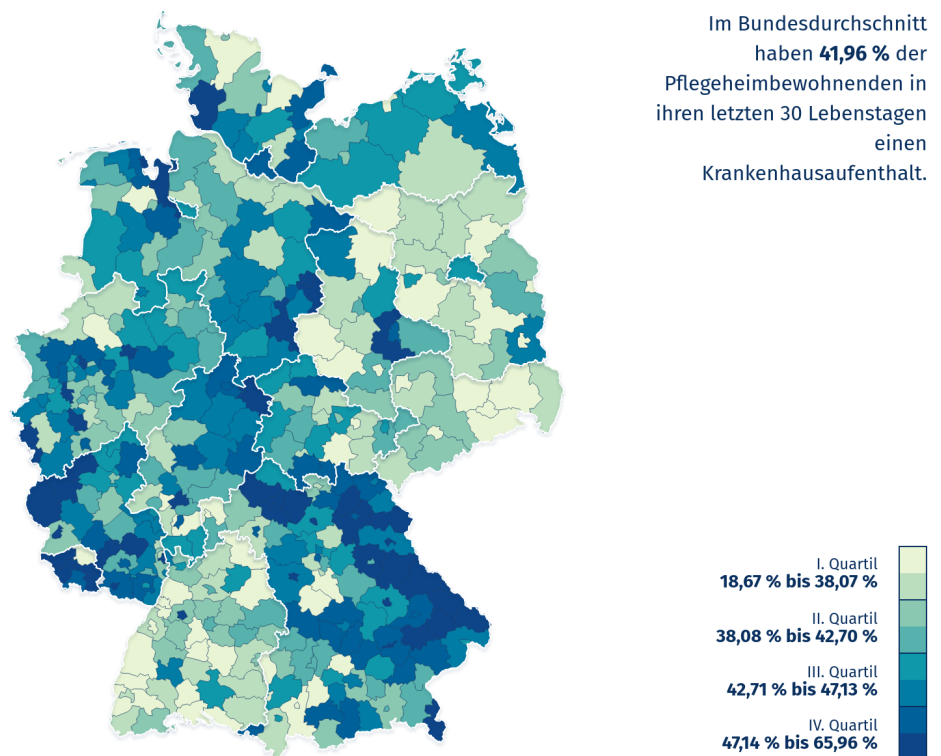 Im Bundesdurchschnitt
haben 41,96 % der
Pflegeheimbewohnenden in
ihren letzten 30 Lebenstagen
einen
Krankenhausaufenthalt.
I. Quartil
18,67 % bis 38,07 %
II. Quartil
38,08 % bis 42,70 %
III. Quartil
42,71 % bis 47,13 %
IV. Quartil
47,14 % bis 65,96 %